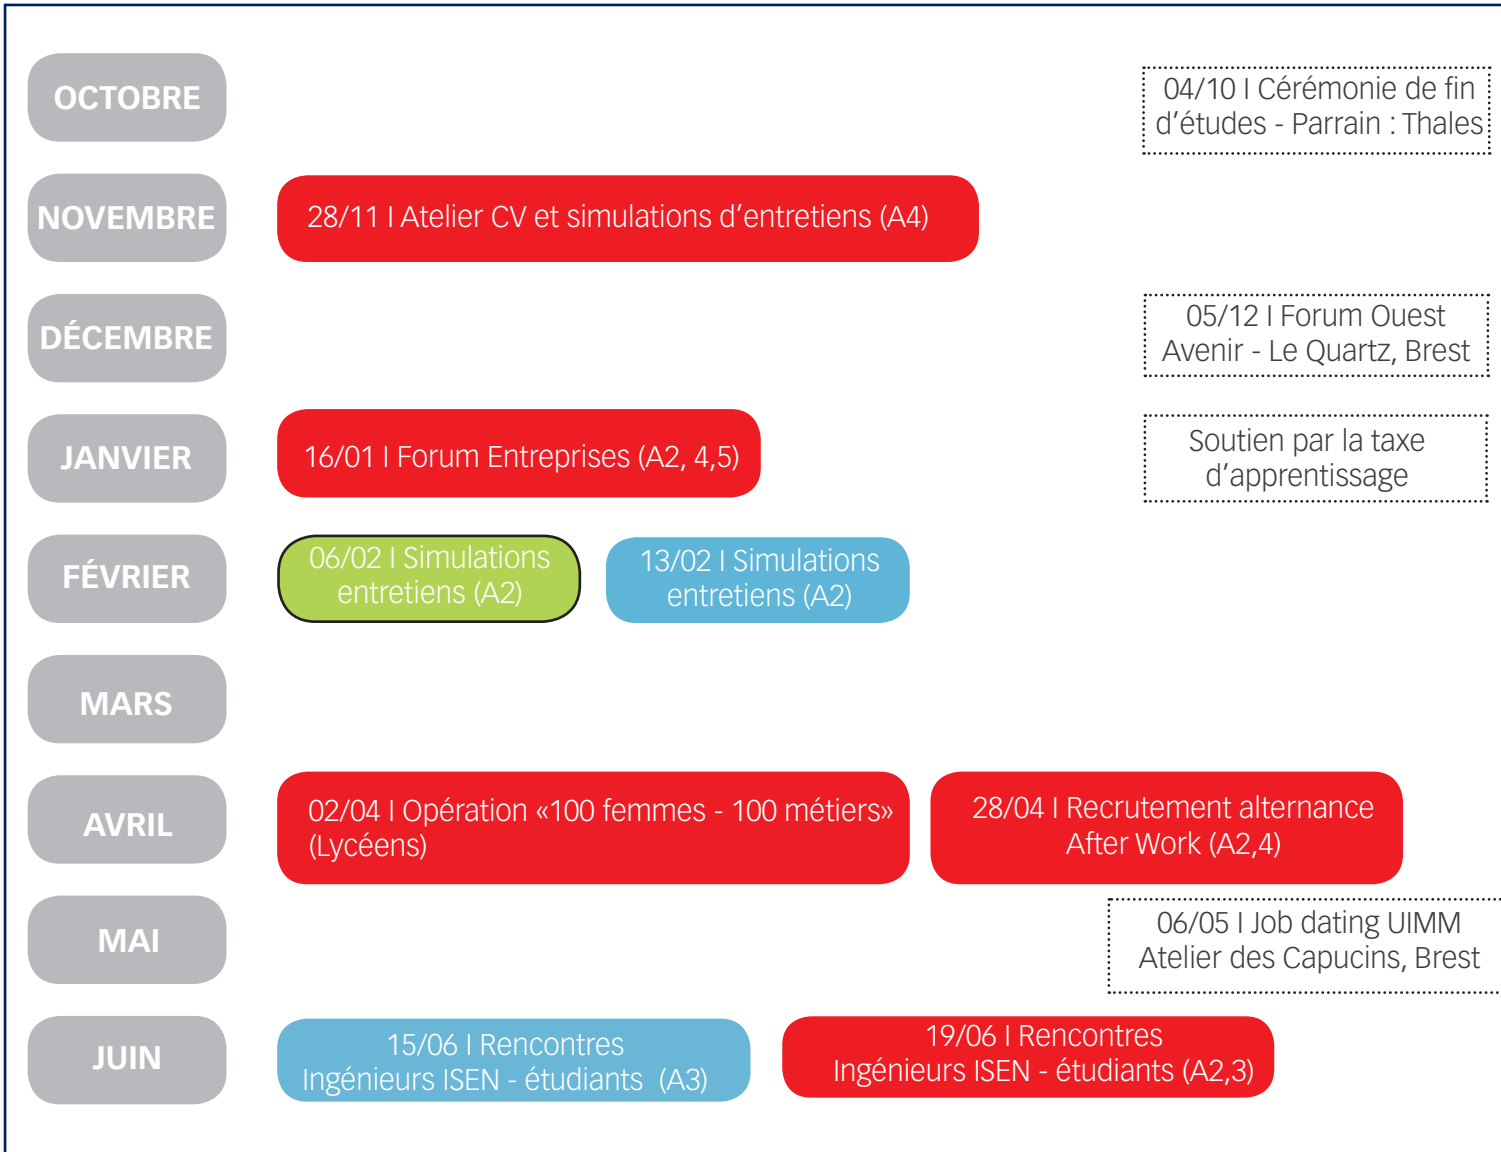 OCTOBRE
04/10 I Cérémonie de fin
d’études - Parrain : Thales
NOVEMBRE
28/11 I Atelier CV et simulations d’entretiens (A4)
DÉCEMBRE
05/12 I Forum Ouest
Avenir - Le Quartz, Brest
JANVIER
16/01 I Forum Entreprises (A2, 4,5)
Soutien par la taxe
d’apprentissage
FÉVRIER
06/02 I Simulations
entretiens (A2)
13/02 I Simulations
entretiens (A2)
MARS
AVRIL
02/04 I Opération «100 femmes - 100 métiers»
(Lycéens)
28/04 I Recrutement alternance
After Work (A2,4)
MAI
06/05 I Job dating UIMM
Atelier des Capucins, Brest
JUIN
15/06 I Rencontres
Ingénieurs ISEN - étudiants (A3)
19/06 I Rencontres
Ingénieurs ISEN - étudiants (A2,3)